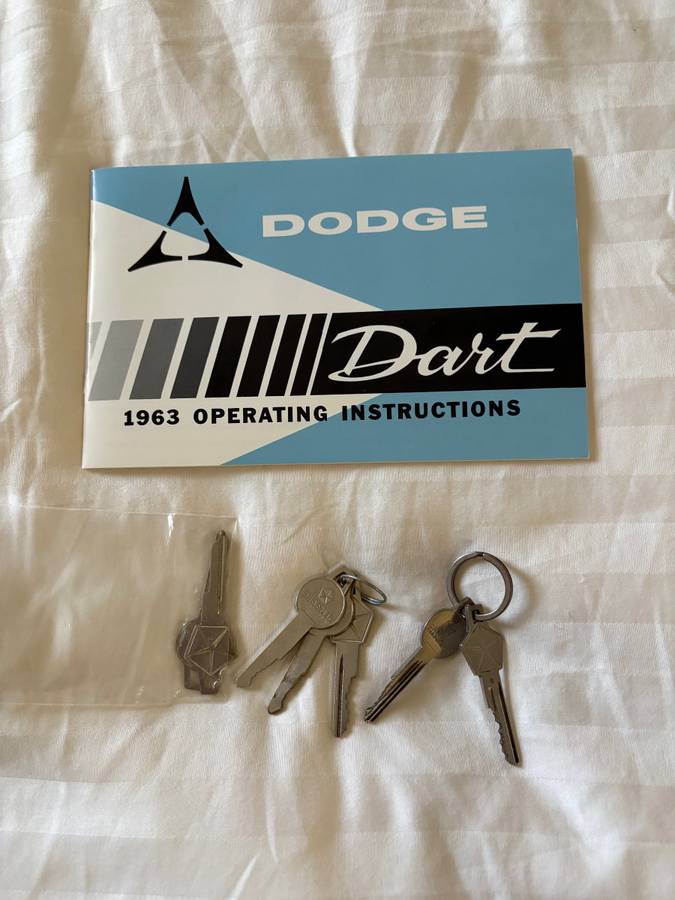 DODGE
Dart
1963 OPERATING INSTRUCTIONS